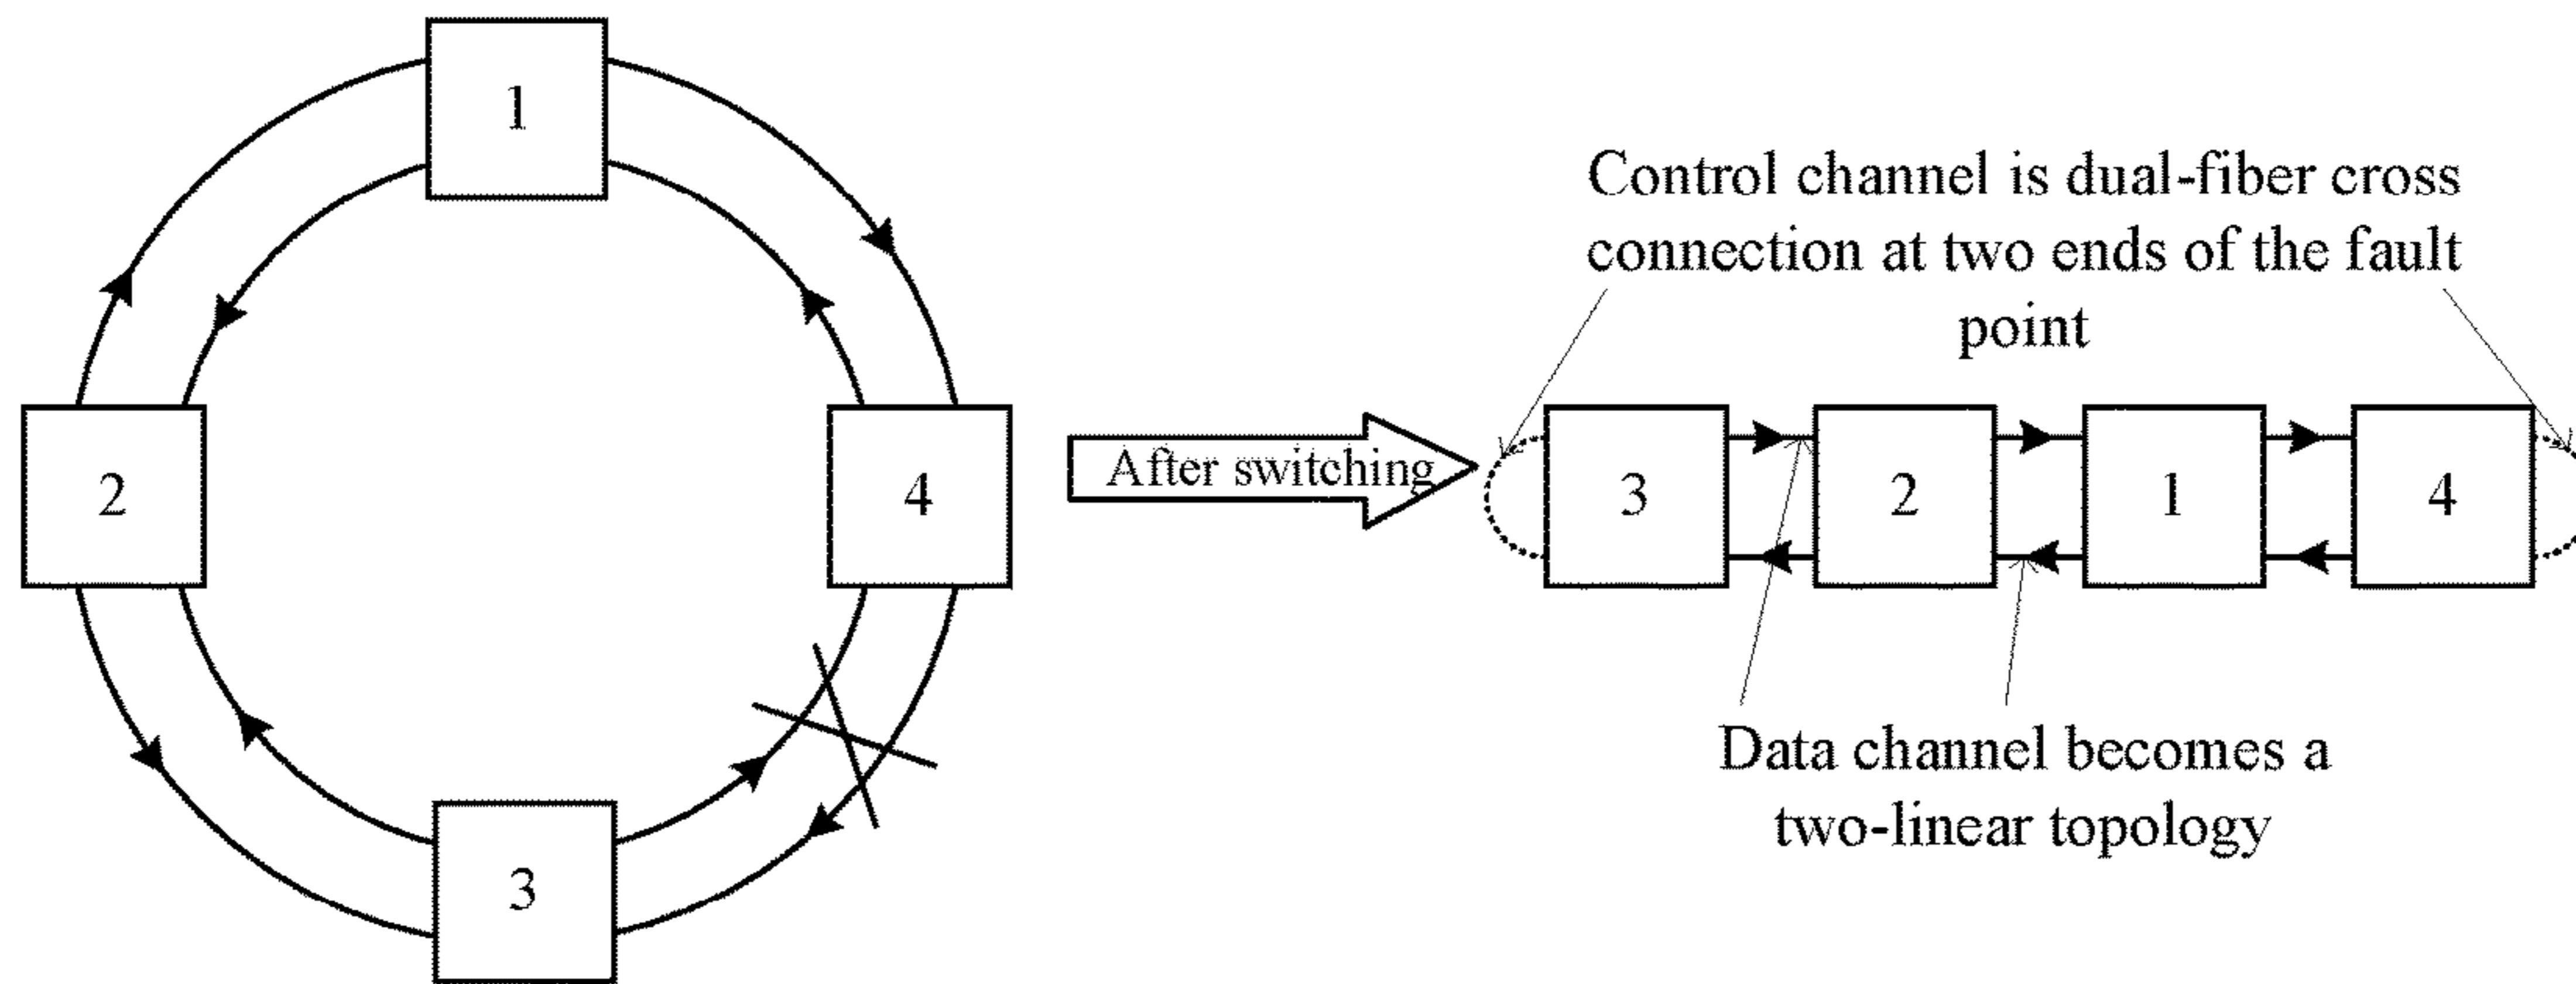 1
2
4
3
After switching
Control channel is dual-fiber cross
connection at two ends of the fault
point
3
2
1
4
Data channel becomes a
two-linear topology